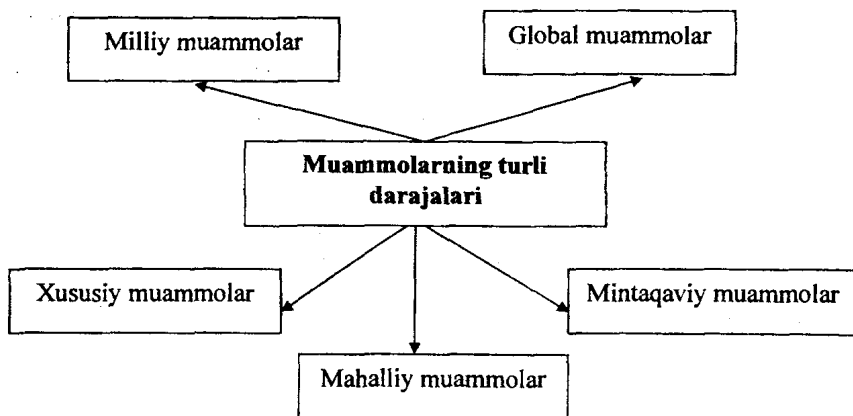 Milliy muammolar
Global muammolar
Muammolarning turli
darajalari
Xususiy muammolar
Mintaqaviy muammolar
Mahalliy muammolar